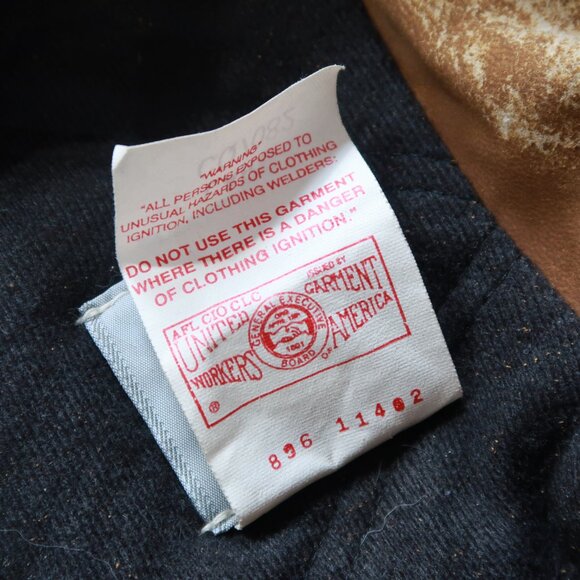 "WARNING"
"ALL PERSONS EXPOSED TO
UNUSUAL HAZARDS OF CLOTHING
IGNITION, INCLUDING WELDERS:
DO NOT USE THIS GARMENT
WHERE THERE IS A DANGER
OF CLOTHING IGNITION."
AFL CIO CLC
ISSUED BY
UNITED GARMENT
WORKERS OF AMERICA
GENERAL EXECUTIVE
BOARD
1891
®
896 11402